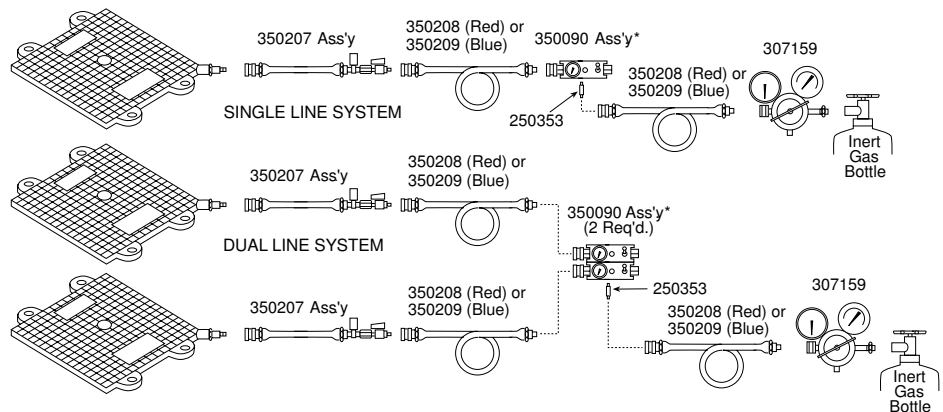 350207 Ass'y
350208 (Red) or
350209 (Blue)
350090 Ass'y*
307159
350208 (Red) or
350209 (Blue)
250353
SINGLE LINE SYSTEM
Inert
Gas
Bottle
350207 Ass'y
350208 (Red) or
350209 (Blue)
350090 Ass'y*
(2 Req'd.)
DUAL LINE SYSTEM
350207 Ass'y
350208 (Red) or
350209 (Blue)
250353
307159
350208 (Red) or
350209 (Blue)
Inert
Gas
Bottle